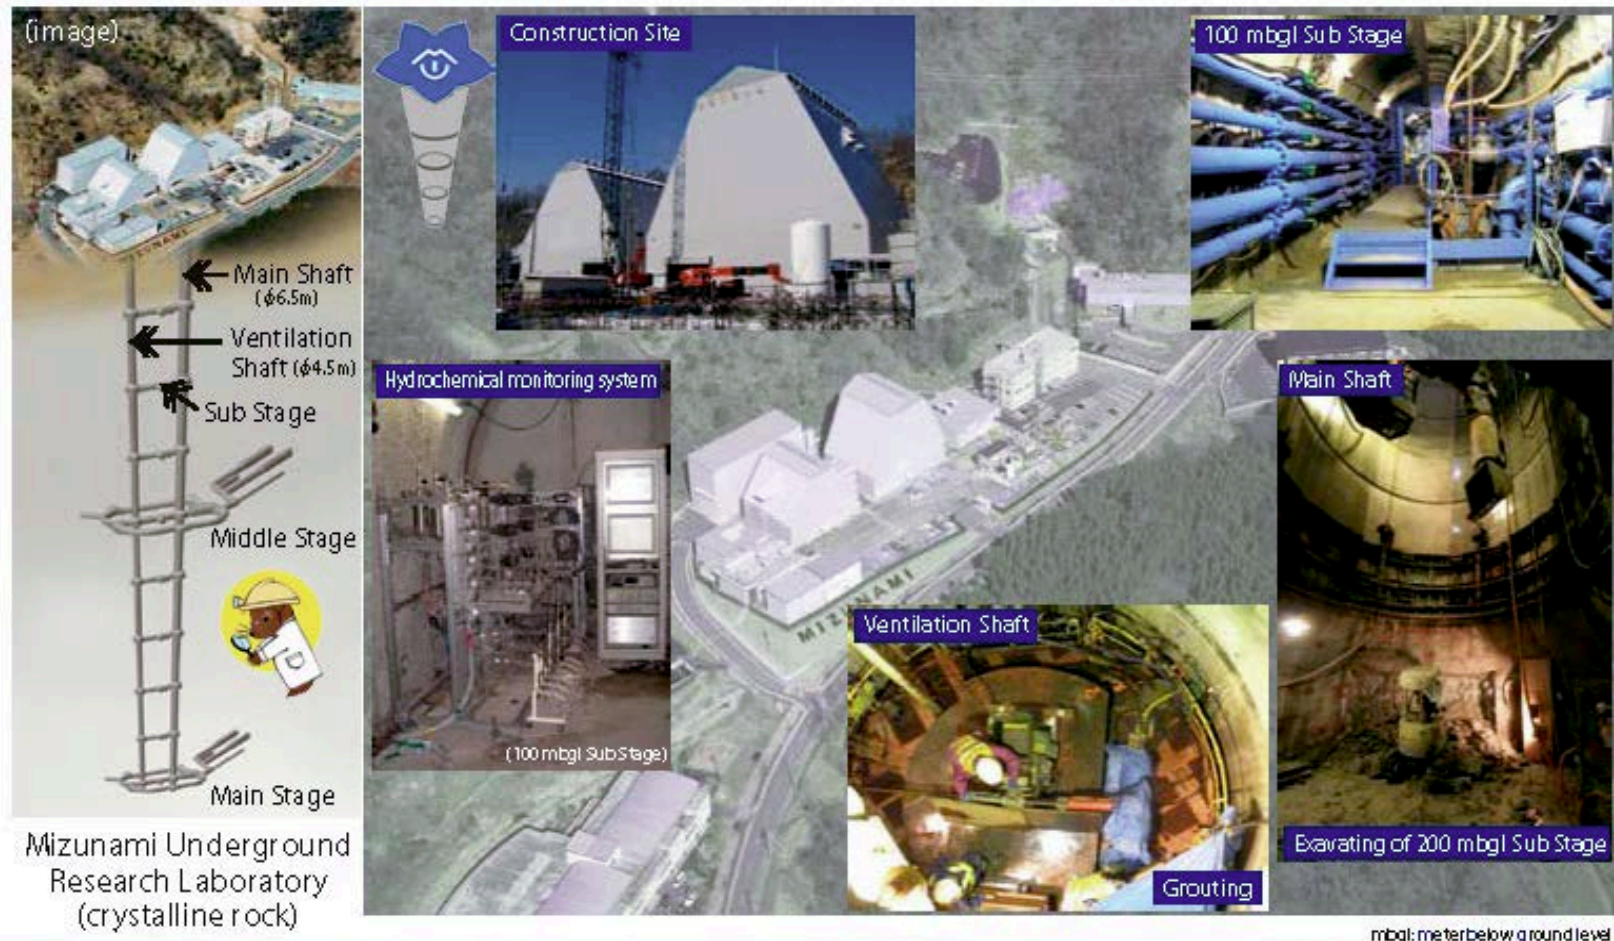 (image)
Main Shaft
(φ6.5m)
Ventilation
Shaft (φ4.5m)
Sub Stage
Middle Stage
Main Stage
Mizunami Underground
Research Laboratory
(crystalline rock)
Construction Site
100 mbgl Sub Stage
Hydrochemical monitoring system
(100 mbgl Sub Stage)
MIZUNAMI
Ventilation Shaft
Grouting
Main Shaft
Exavating of 200 mbgl Sub Stage
mbgl: meter below ground level